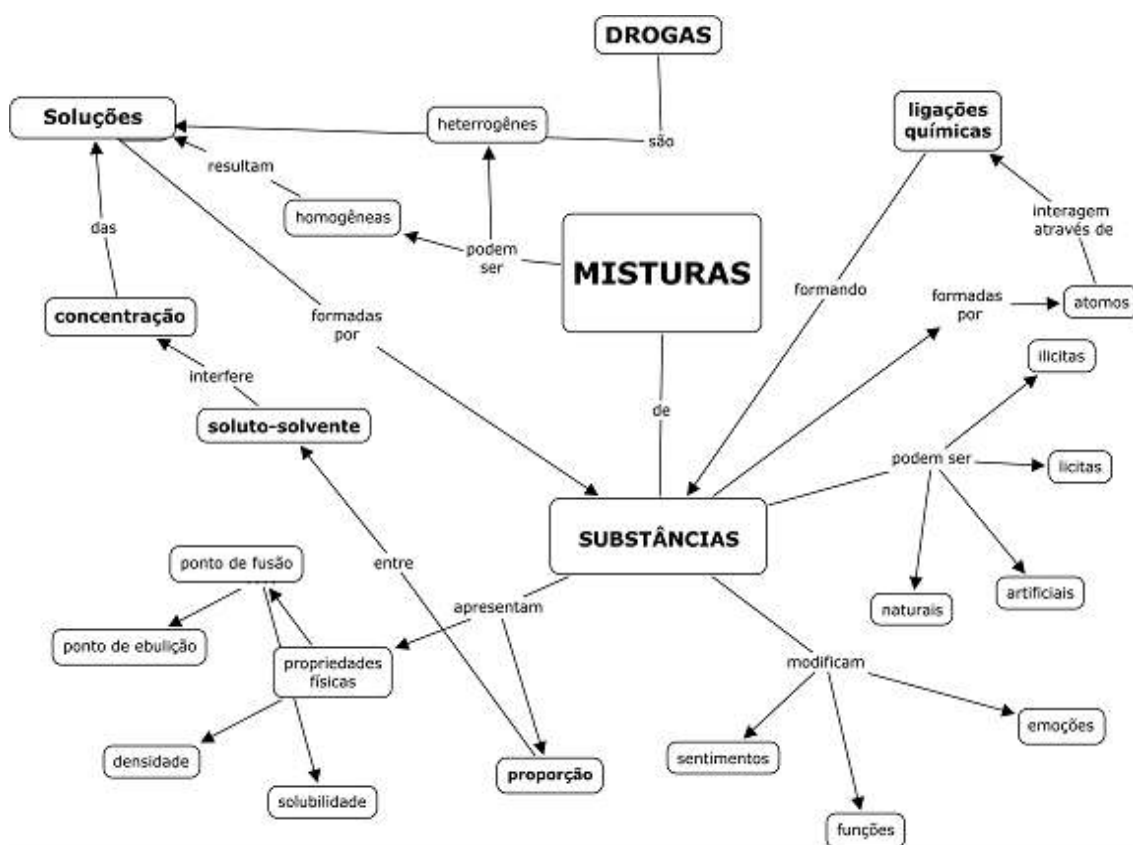 DROGAS
Soluções
heterrogênes
ligações
químicas
são
resultam
homogêneas
interagem
através de
das
podem
ser
MISTURAS
formando
formadas
por
atomos
concentração
formadas
por
ilicitas
interfere
de
soluto-solvente
podem ser
licitas
SUBSTÂNCIAS
ponto de fusão
entre
artificiais
apresentam
naturais
ponto de ebulição
propriedades
físicas
modificam
emoções
densidade
sentimentos
proporção
solubilidade
funções